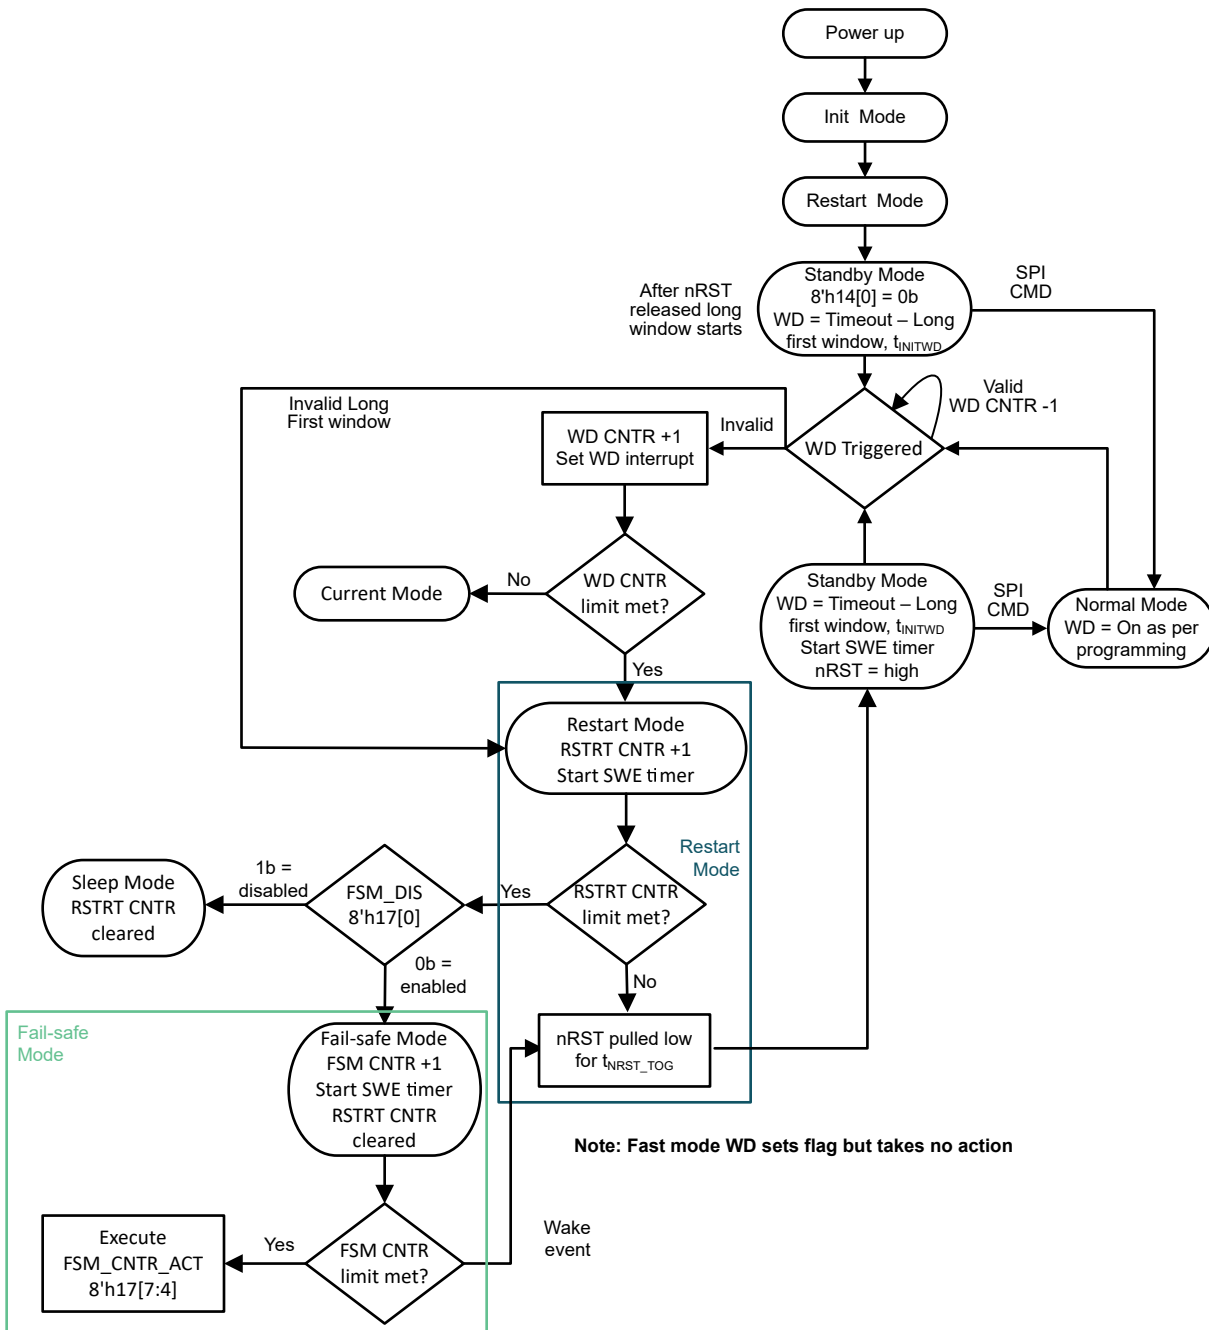 Power up
Init Mode
Restart Mode
After nRST
released long
window starts
Standby Mode
8'h14[0] = 0b
WD = Timeout – Long
first window, tINITWD
SPI
CMD
Invalid Long
First window
WD CNTR +1
Set WD interrupt
Invalid
WD Triggered
Valid
WD CNTR -1
Current Mode
No
WD CNTR
limit met?
Yes
Standby Mode
WD = Timeout – Long
first window, tINITWD
Start SWE timer
nRST = high
SPI
CMD
Normal Mode
WD = On as per
programming
Restart Mode
RSTRT CNTR +1
Start SWE timer
Restart
Mode
Sleep Mode
RSTRT CNTR
cleared
1b =
disabled
FSM_DIS
8'h17[0]
Yes
RSTRT CNTR
limit met?
0b =
enabled
No
Fail-safe
Mode
Fail-safe Mode
FSM CNTR +1
Start SWE timer
RSTRT CNTR
cleared
nRST pulled low
for tNRST_TOG
Note: Fast mode WD sets flag but takes no action
Execute
FSM_CNTR_ACT
8'h17[7:4]
Yes
FSM CNTR
limit met?
Wake
event